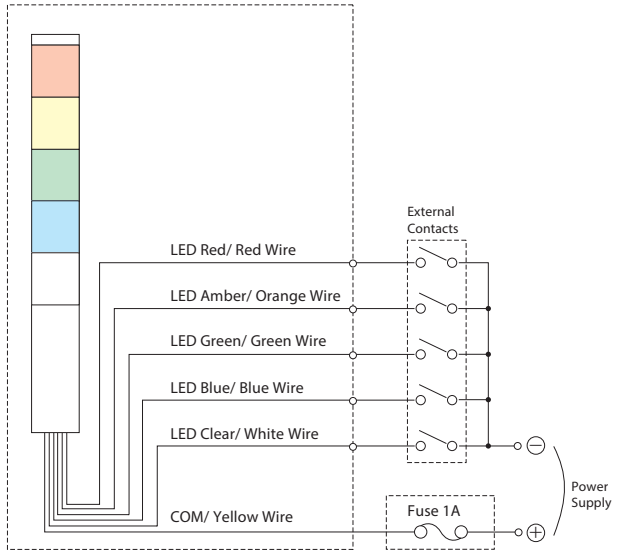 External
Contacts
LED Red/ Red Wire
LED Amber/ Orange Wire
LED Green/ Green Wire
LED Blue/ Blue Wire
LED Clear/ White Wire
Power
Supply
COM/ Yellow Wire
Fuse 1A